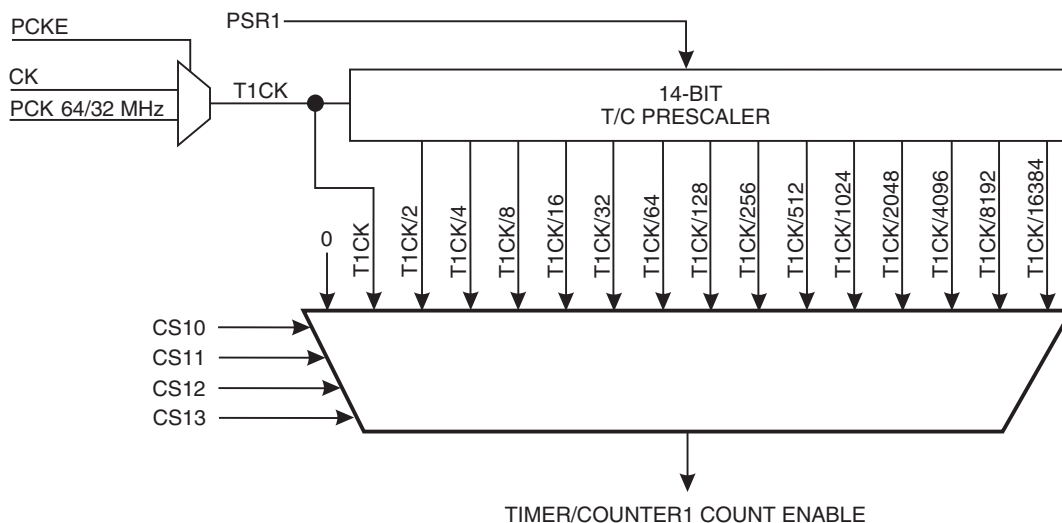 PSR1
PCKE
CK
PCK 64/32 MHz
T1CK
14-BIT
T/C PRESCALER
0
T1CK
T1CK/2
T1CK/4
T1CK/8
T1CK/16
T1CK/32
T1CK/64
T1CK/128
T1CK/256
T1CK/512
T1CK/1024
T1CK/2048
T1CK/4096
T1CK/8192
T1CK/16384
CS10
CS11
CS12
CS13
TIMER/COUNTER1 COUNT ENABLE